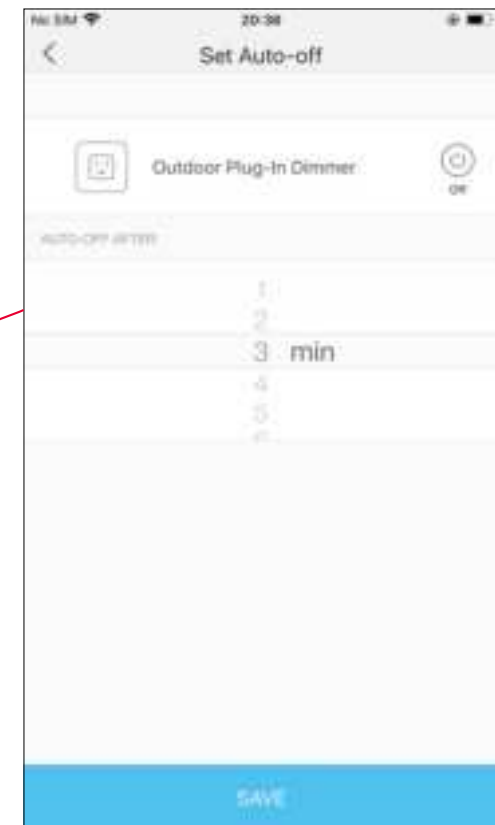 No SIM 20:38
Set Auto-off
Outdoor Plug-In Dimmer
Off
AUTO-OFF AFTER
1
2
3 min
4
5
6
SAVE